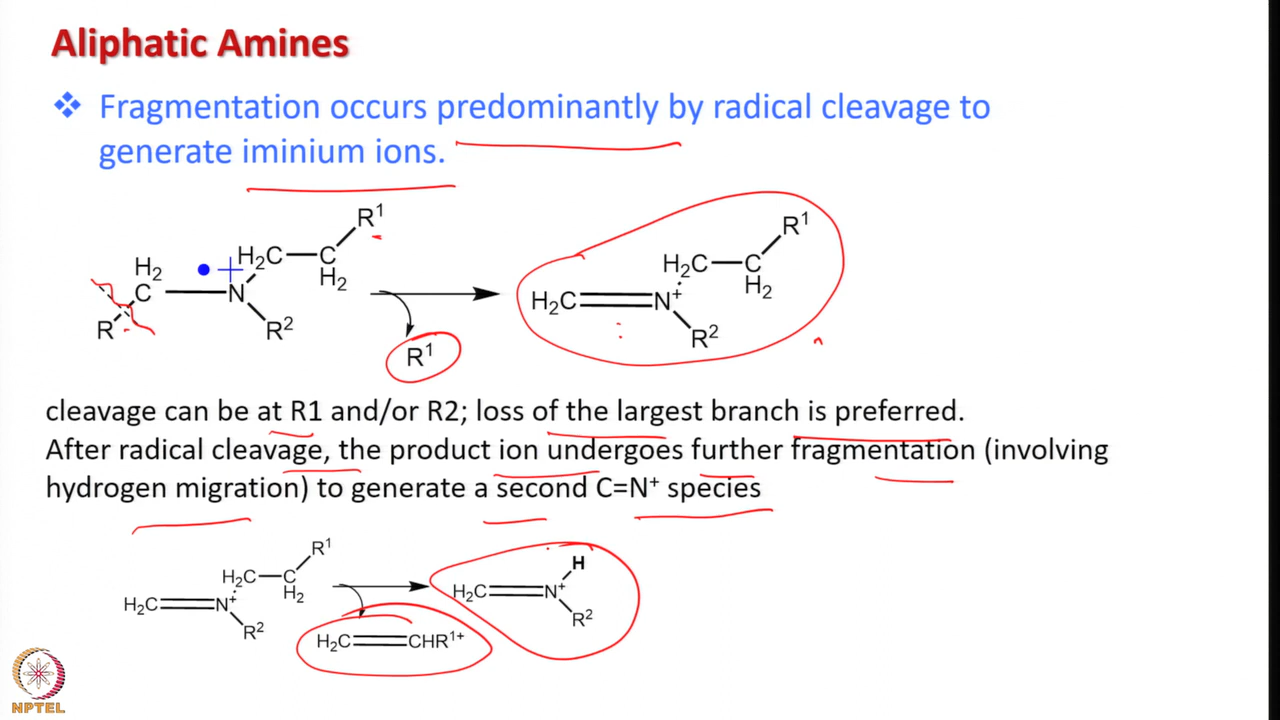 Aliphatic Amines
❖ Fragmentation occurs predominantly by radical cleavage to
generate iminium ions.
H₂
C
R
•+
N
H₂C
C
H₂
R¹
R²
R¹
H₂C
N⁺
H₂C
C
H₂
R¹
R²
cleavage can be at R1 and/or R2; loss of the largest branch is preferred.
After radical cleavage, the product ion undergoes further fragmentation (involving
hydrogen migration) to generate a second C=N⁺ species
H₂C
N⁺
H₂C
C
H₂
R¹
R²
H₂C
CHR¹⁺
H₂C
N⁺
H
R²
NPTEL